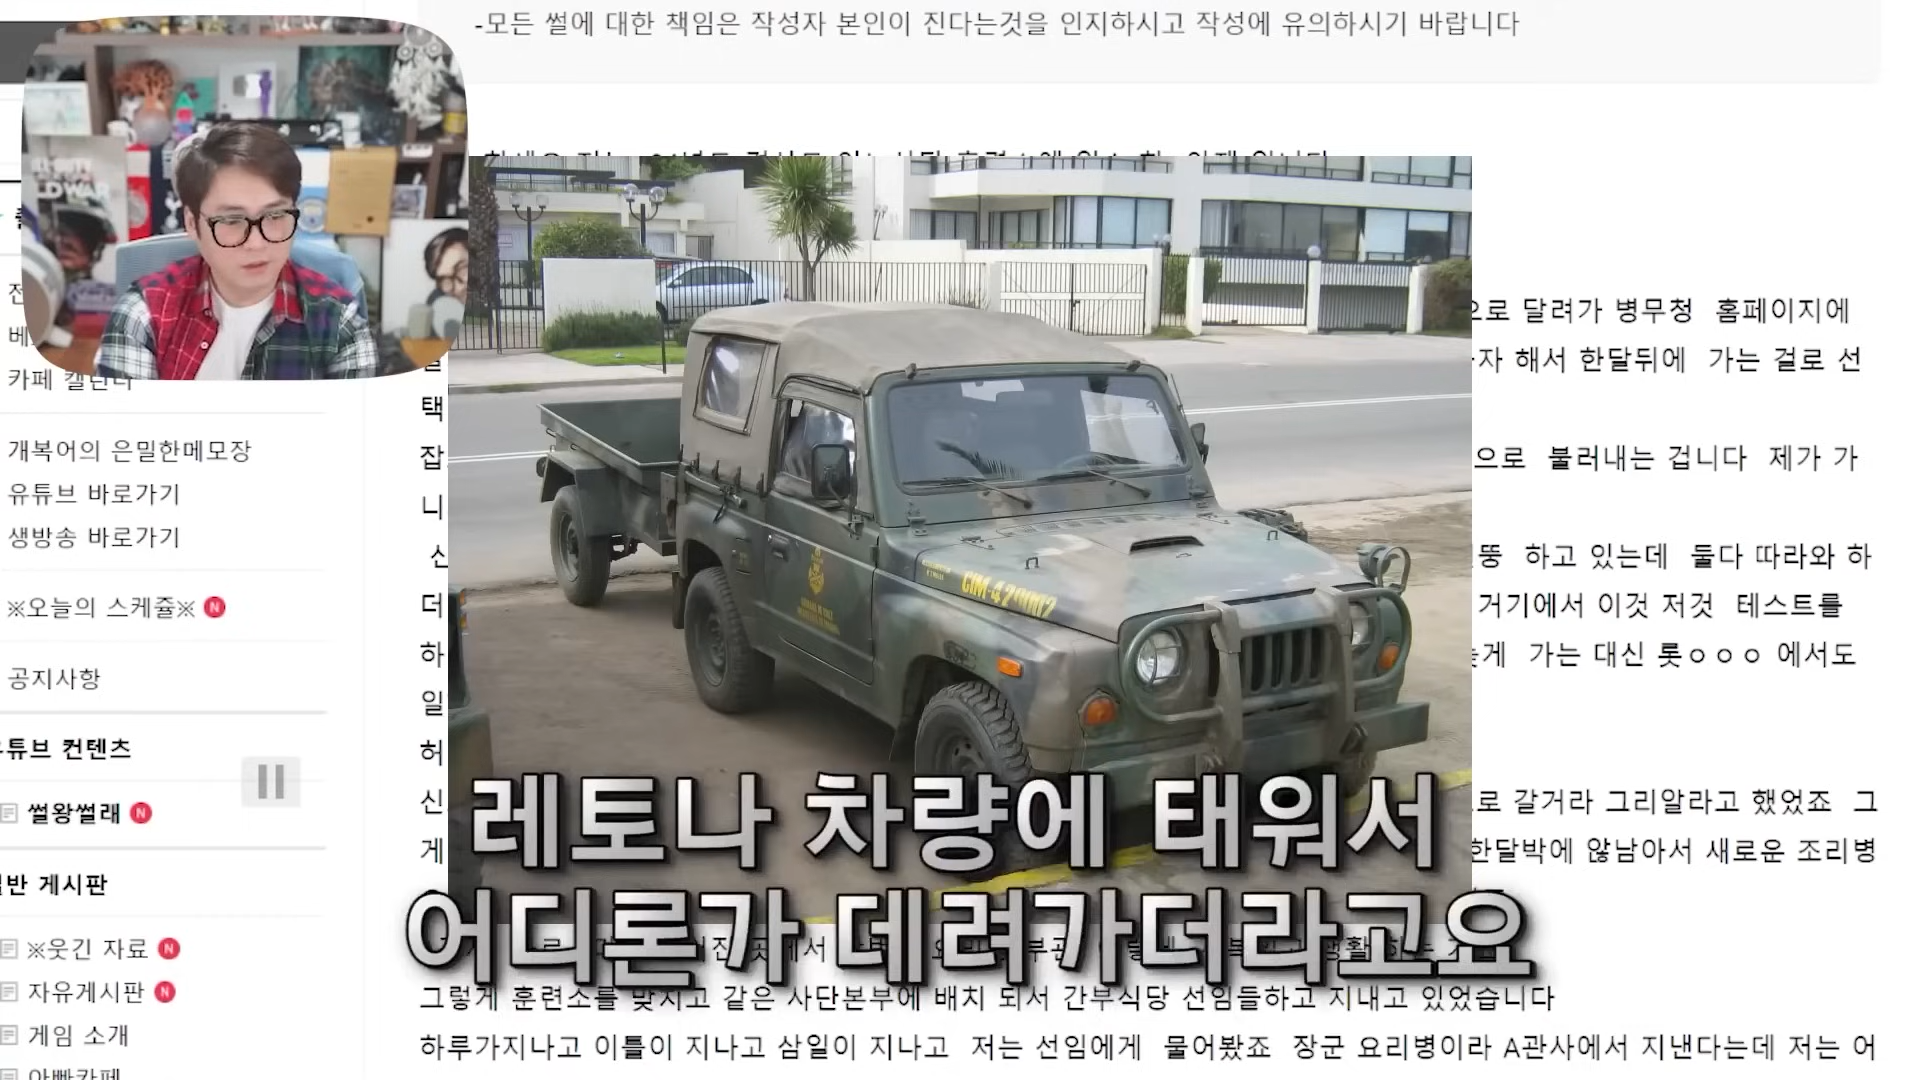 -모든 썰에 대한 책임은 작성자 본인이 진다는것을 인지하시고 작성에 유의하시기 바랍니다
카페 캘린더
개복어의 은밀한메모장
유튜브 바로가기
생방송 바로가기
※오늘의 스케쥴※ N
공지사항
튜브 컨텐츠
썰왕썰래 N
반 게시판
※웃긴 자료 N
자유게시판 N
게임 소개
아빠카페
로 달려가 병무청 홈페이지에
자 해서 한달뒤에 가는 걸로 선
택
잡
으로 불러내는 겁니다 제가 가
니
뚱 하고 있는데 둘다 따라와 하
더
거기에서 이것 저것 테스트를
하
게 가는 대신 롯ㅇㅇㅇ 에서도
일
허
신
로 갈거라 그리알라고 했었죠 그
게
한달박에 않남아서 새로운 조리병
CIM-42
레토나 차량에 태워서
어디론가 데려가더라고요
그렇게 훈련소를 맞치고 같은 사단본부에 배치 되서 간부식당 선임들하고 지내고 있었습니다
하루가지나고 이틀이 지나고 삼일이 지나고 저는 선임에게 물어봤죠 장군 요리병이라 A관사에서 지낸다는데 저는 어